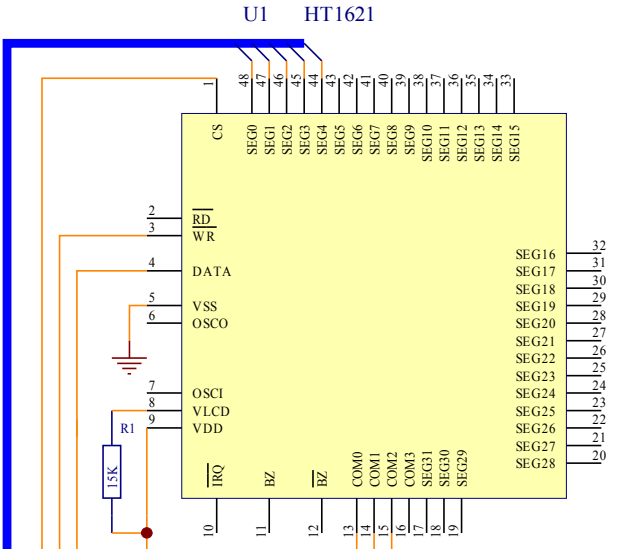 U1 HT1621
1 48 47 46 45 44 43 42 41 40 39 38 37 36 35 34 33
CS SEG0 SEG1 SEG2 SEG3 SEG4 SEG5 SEG6 SEG7 SEG8 SEG9 SEG10 SEG11 SEG12 SEG13 SEG14 SEG15
2 RD
3 WR
SEG16 32
4 DATA SEG17 31
SEG18 30
5 VSS SEG19 29
6 OSCO SEG20 28
SEG21 27
SEG22 26
SEG23 25
7 OSCI SEG24 24
8 VLCD SEG25 23
R1 9 VDD SEG26 22
SEG27 21
SEG28 20
15K IRQ BZ BZ COM0 COM1 COM2 COM3 SEG31 SEG30 SEG29
10 11 12 13 14 15 16 17 18 19